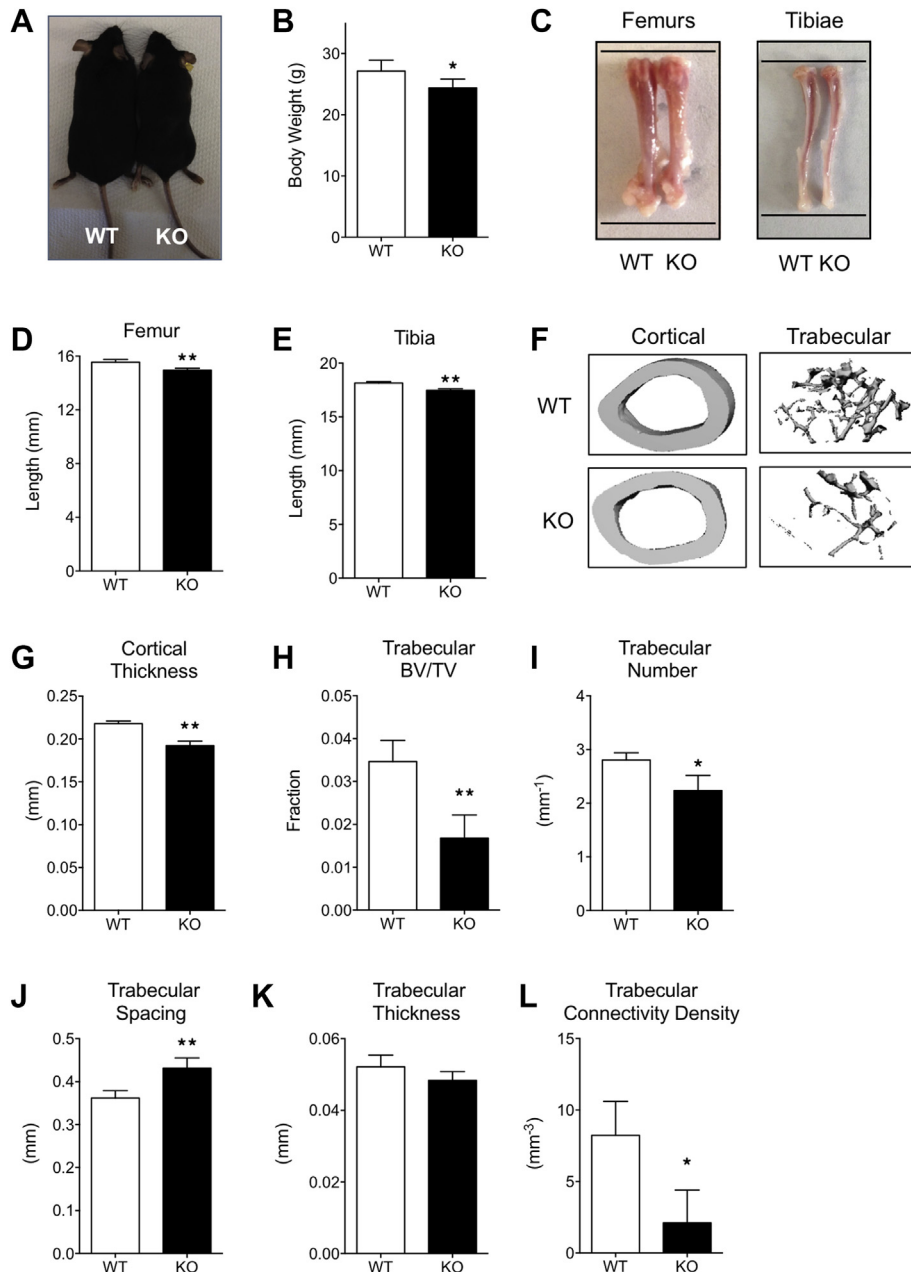 A
WT KO
B
Body Weight (g)
30
20
10
0
*
WT KO
C
Femurs Tibiae
WT KO WT KO
D
Femur
Length (mm)
16
12
8
4
0
**
WT KO
E
Tibia
Length (mm)
20
15
10
5
0
**
WT KO
F
Cortical Trabecular
WT
KO
G
Cortical
Thickness
(mm)
0.25
0.20
0.15
0.10
0.05
0.00
**
WT KO
H
Trabecular
BV/TV
Fraction
0.05
0.04
0.03
0.02
0.01
0.00
**
WT KO
I
Trabecular
Number
(mm-1)
4
3
2
1
0
*
WT KO
J
Trabecular
Spacing
(mm)
0.5
0.4
0.3
0.2
0.1
0.0
**
WT KO
K
Trabecular
Thickness
(mm)
0.06
0.04
0.02
0.00
WT KO
L
Trabecular
Connectivity Density
(mm-3)
15
10
5
0
*
WT KO